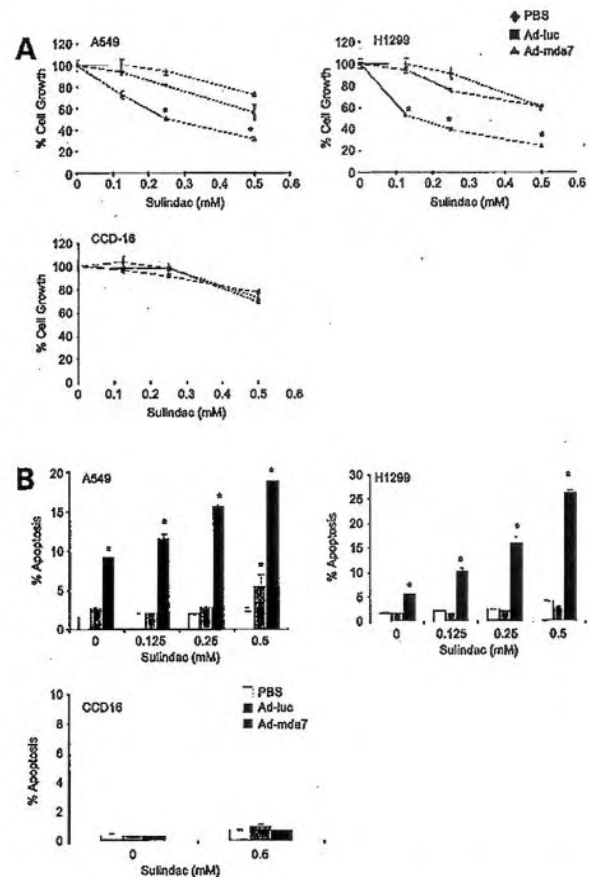 A
A549
% Cell Growth
120
100
80
60
40
20
0
0 0.1 0.2 0.3 0.4 0.5 0.6
Sulindac (mM)
H1299
PBS
Ad-luc
Ad-mda7
% Cell Growth
120
100
80
60
40
20
0
0 0.1 0.2 0.3 0.4 0.5 0.6
Sulindac (mM)
CCD-16
% Cell Growth
120
100
80
60
40
20
0
0 0.1 0.2 0.3 0.4 0.5 0.6
Sulindac (mM)
B
A549
% Apoptosis
20
15
10
5
0
* * * * *
0 0.125 0.25 0.5
Sulindac (mM)
H1299
% Apoptosis
30
25
20
15
10
5
0
* * * *
0 0.125 0.25 0.5
Sulindac (mM)
CCD16
PBS
Ad-luc
Ad-mda7
% Apoptosis
10
8
6
4
2
0
0 0.6
Sulindac (mM)